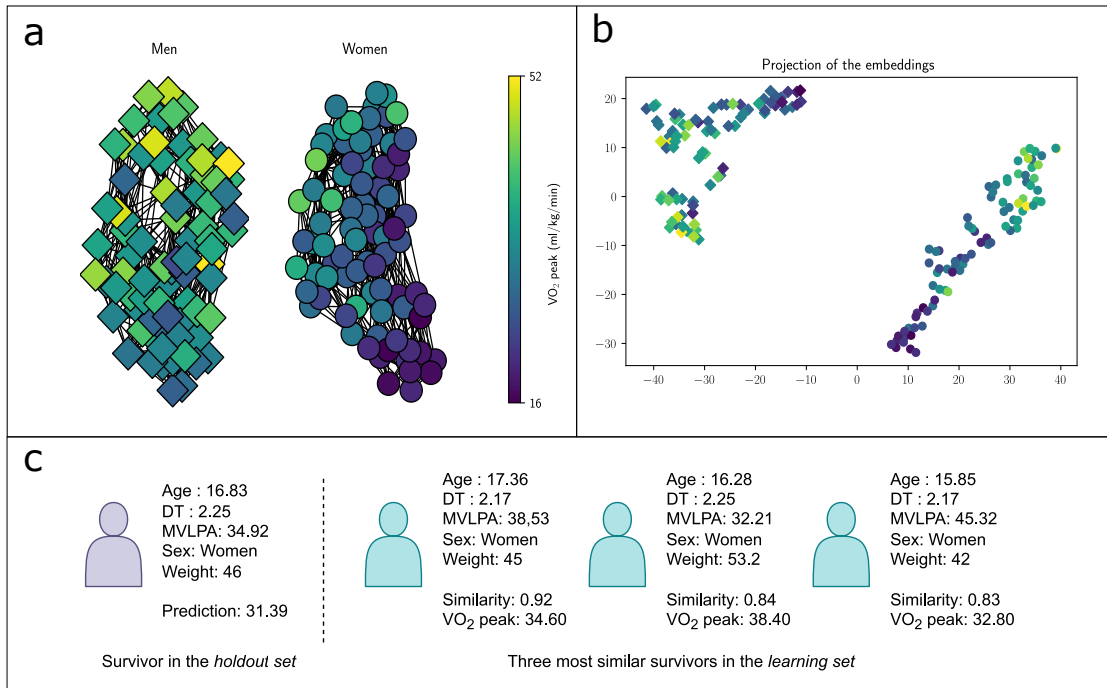 a
Men
Women
52
VO2 peak (ml/kg/min)
16
b
Projection of the embeddings
20
10
0
−10
−20
−30
−40
−30
−20
−10
0
10
20
30
40
c
Age : 16.83
DT : 2.25
MVLPA: 34.92
Sex: Women
Weight: 46
Prediction: 31.39
Survivor in the holdout set
Age : 17.36
DT : 2.17
MVLPA: 38,53
Sex: Women
Weight: 45
Similarity: 0.92
VO2 peak: 34.60
Age : 16.28
DT : 2.25
MVLPA: 32.21
Sex: Women
Weight: 53.2
Similarity: 0.84
VO2 peak: 38.40
Age : 15.85
DT : 2.17
MVLPA: 45.32
Sex: Women
Weight: 42
Similarity: 0.83
VO2 peak: 32.80
Three most similar survivors in the learning set